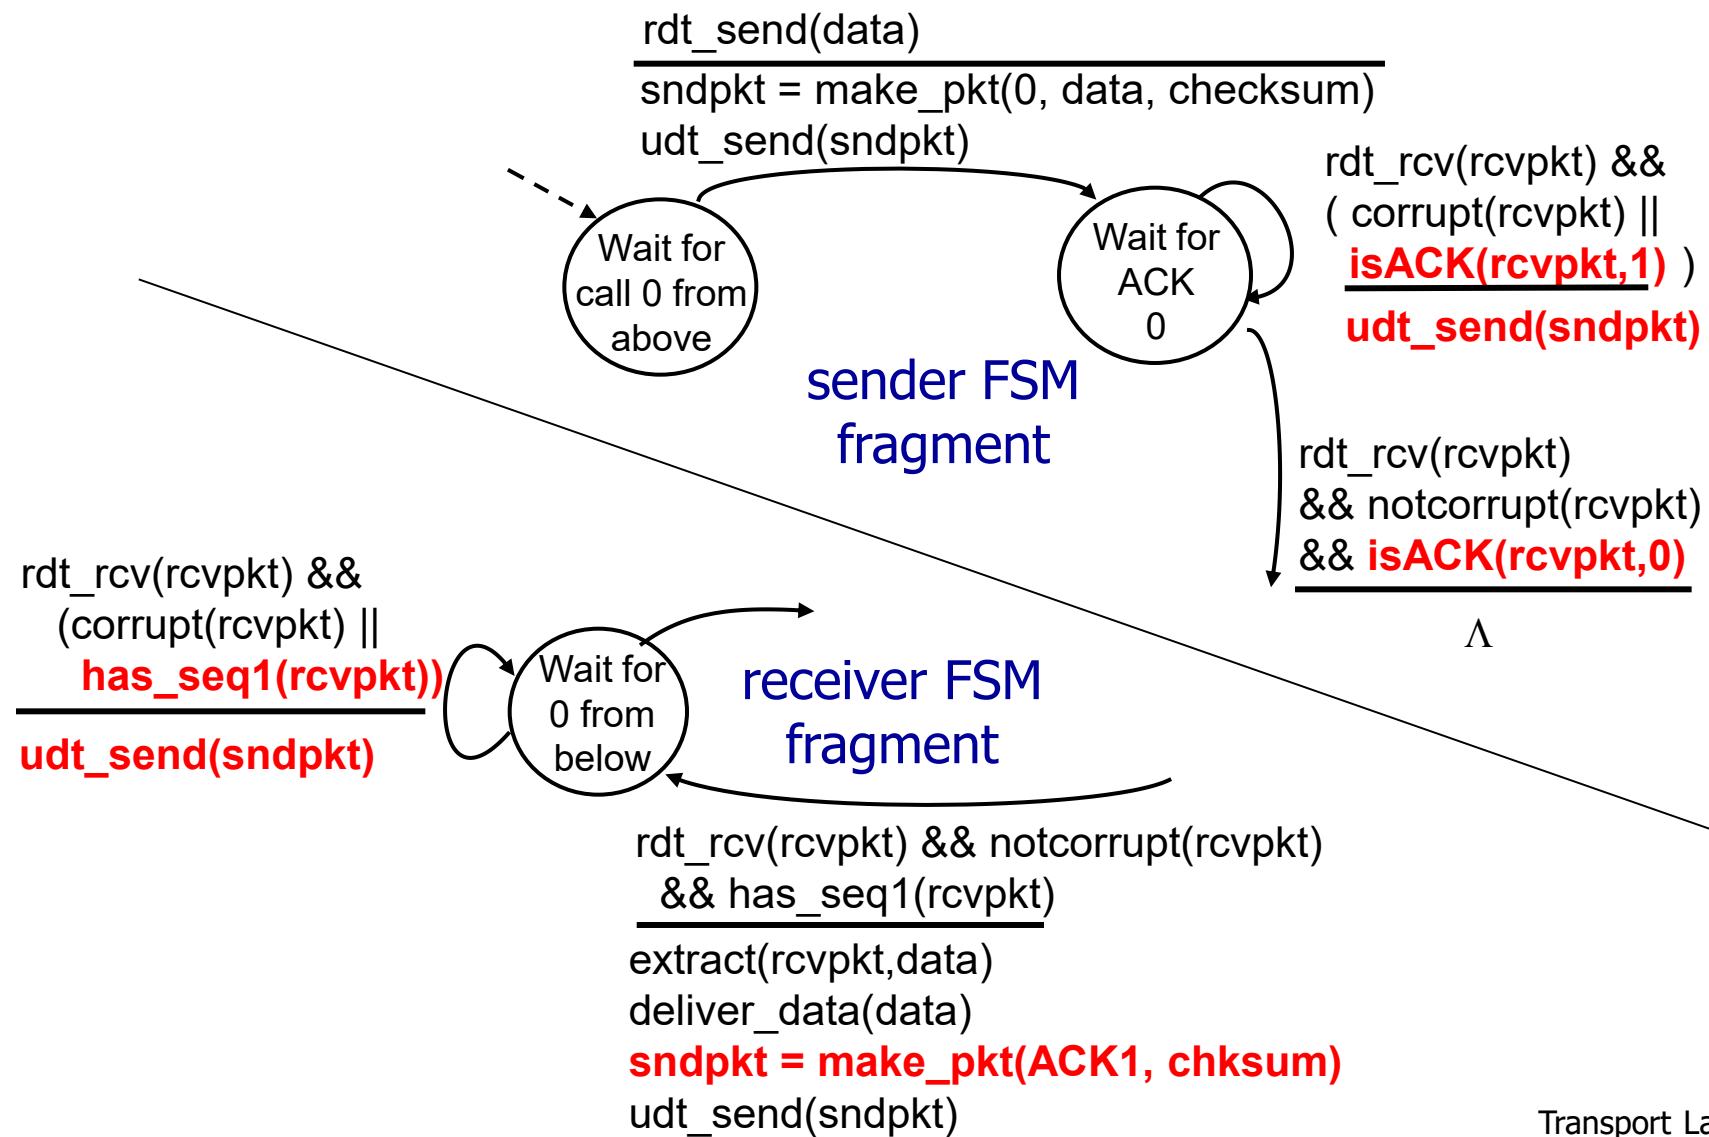 rdt_send(data)
sndpkt = make_pkt(0, data, checksum)
udt_send(sndpkt)
Wait for
call 0 from
above
Wait for
ACK
0
rdt_rcv(rcvpkt) &&
( corrupt(rcvpkt) ||
isACK(rcvpkt,1) )
udt_send(sndpkt)
sender FSM
fragment
rdt_rcv(rcvpkt)
&& notcorrupt(rcvpkt)
&& isACK(rcvpkt,0)
Λ
rdt_rcv(rcvpkt) &&
(corrupt(rcvpkt) ||
has_seq1(rcvpkt))
udt_send(sndpkt)
Wait for
0 from
below
receiver FSM
fragment
rdt_rcv(rcvpkt) && notcorrupt(rcvpkt)
&& has_seq1(rcvpkt)
extract(rcvpkt,data)
deliver_data(data)
sndpkt = make_pkt(ACK1, chksum)
udt_send(sndpkt)
Transport La